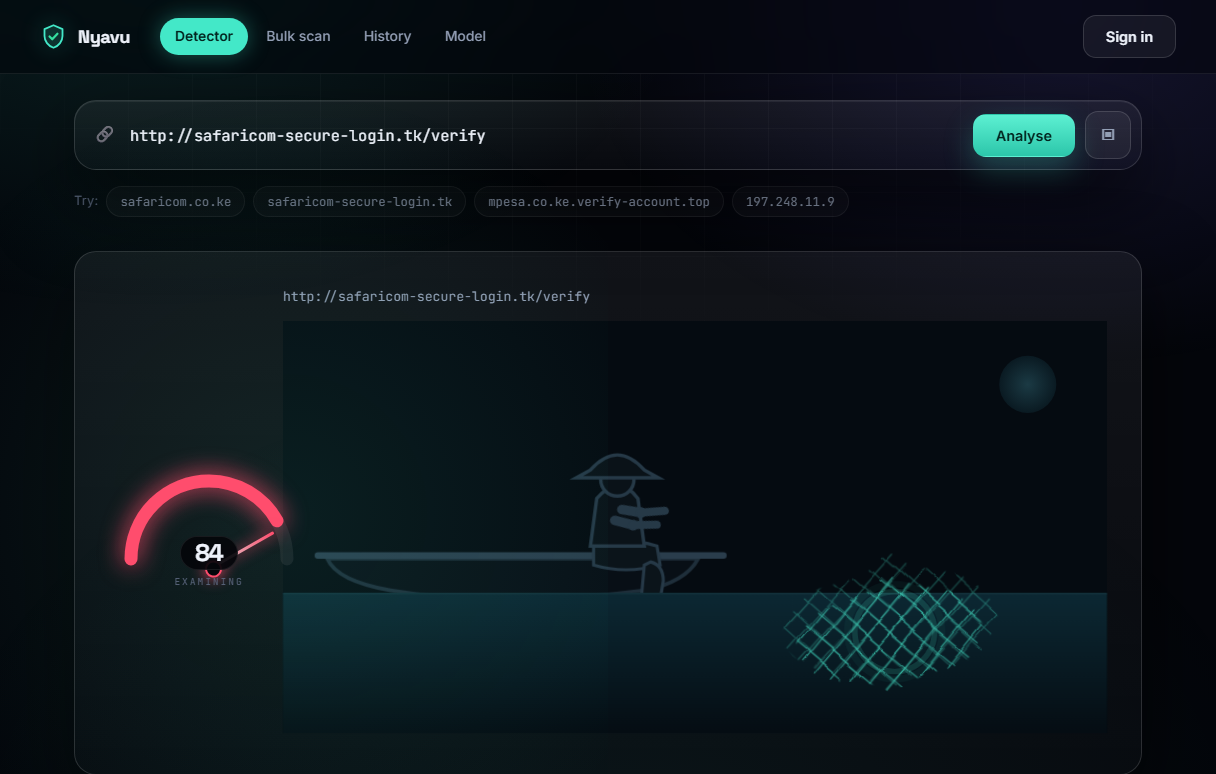 Nyavu
Detector
Bulk scan
History
Model
Sign in
http://safaricom-secure-login.tk/verify
Analyse
Try:
safaricom.co.ke
safaricom-secure-login.tk
mpesa.co.ke.verify-account.top
197.248.11.9
http://safaricom-secure-login.tk/verify
84
EXAMINING